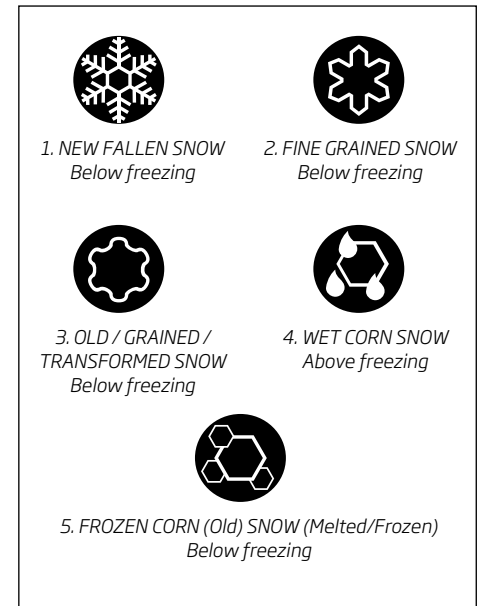 1. NEW FALLEN SNOW
Below freezing
2. FINE GRAINED SNOW
Below freezing
3. OLD / GRAINED /
TRANSFORMED SNOW
Below freezing
4. WET CORN SNOW
Above freezing
5. FROZEN CORN (Old) SNOW (Melted/Frozen)
Below freezing